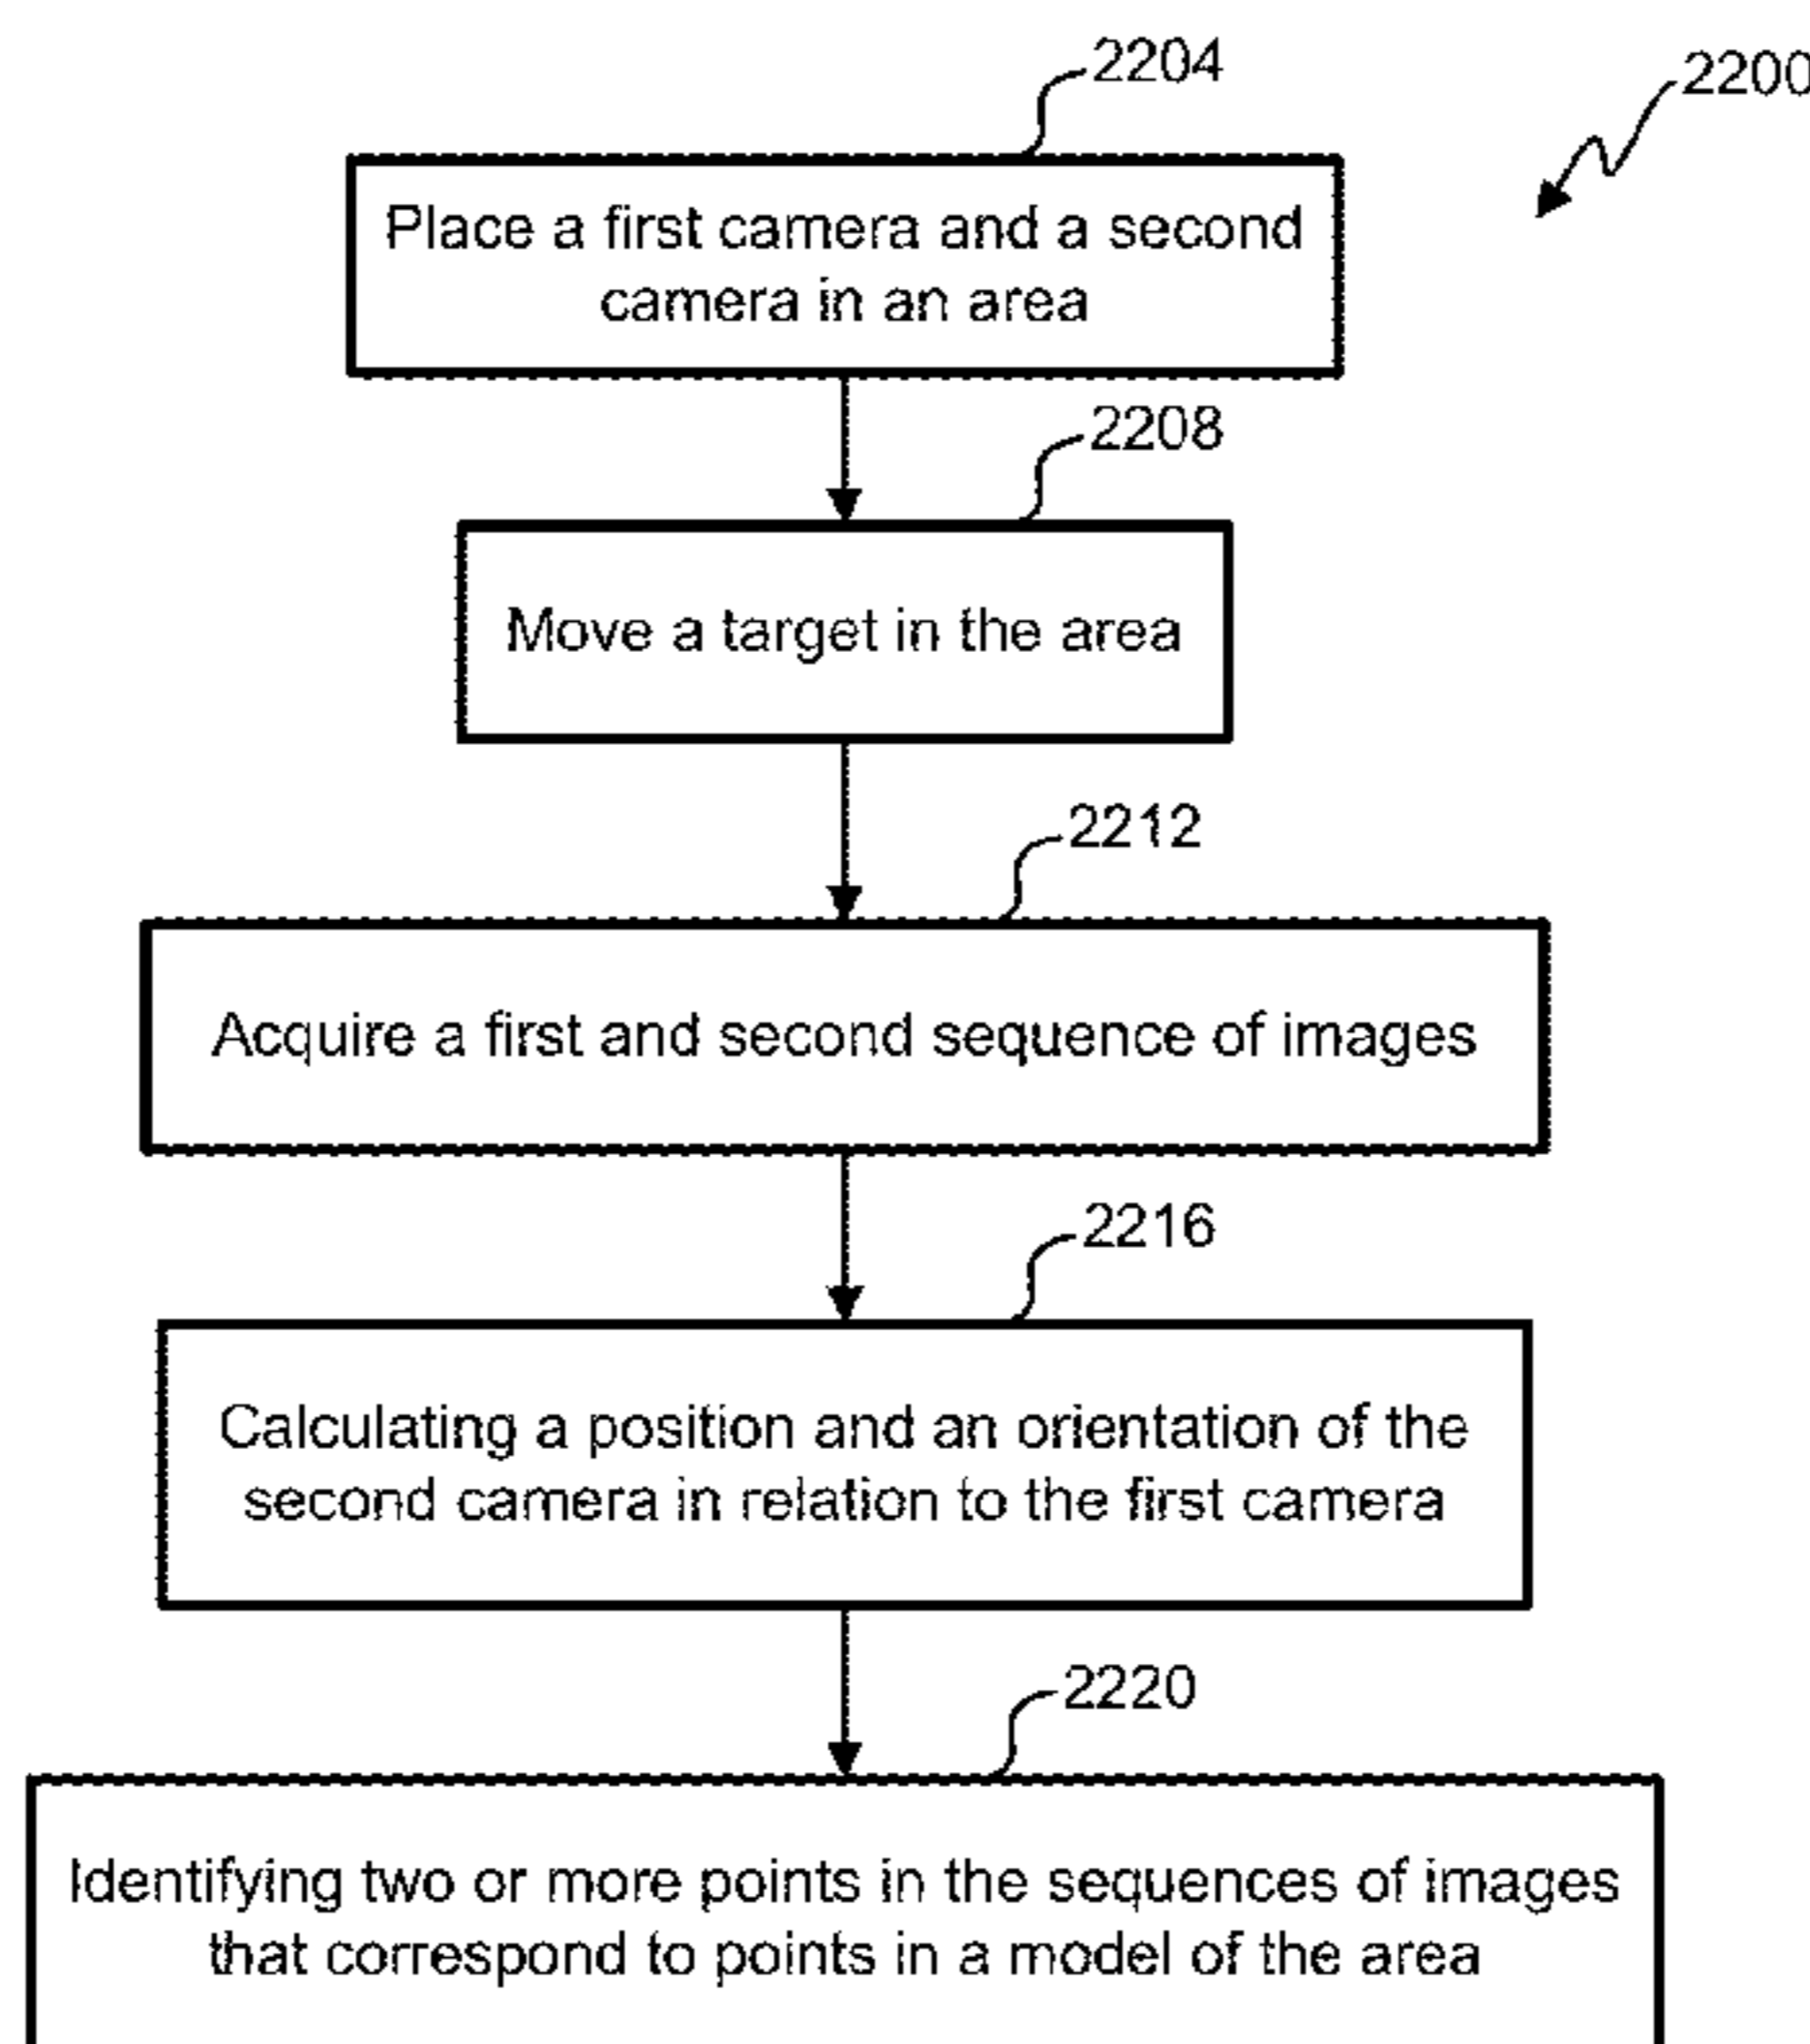 2204
2200
Place a first camera and a second
camera in an area
2208
Move a target in the area
2212
Acquire a first and second sequence of images
2216
Calculating a position and an orientation of the
second camera in relation to the first camera
2220
Identifying two or more points in the sequences of images
that correspond to points in a model of the area